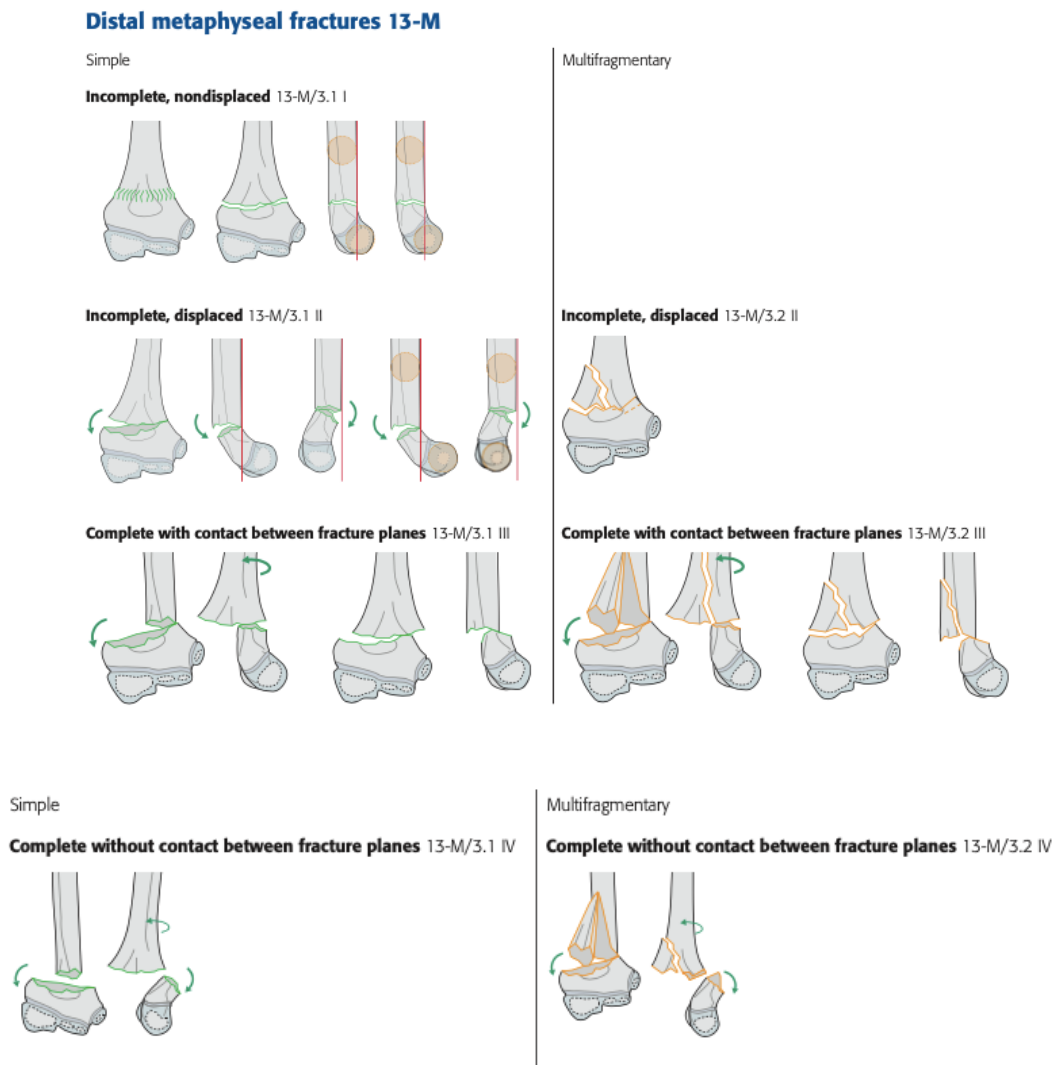 Distal metaphyseal fractures 13-M
Simple
Multifragmentary
Incomplete, nondisplaced 13-M/3.1 I
Incomplete, displaced 13-M/3.1 II
Incomplete, displaced 13-M/3.2 II
Complete with contact between fracture planes 13-M/3.1 III
Complete with contact between fracture planes 13-M/3.2 III
Simple
Multifragmentary
Complete without contact between fracture planes 13-M/3.1 IV
Complete without contact between fracture planes 13-M/3.2 IV